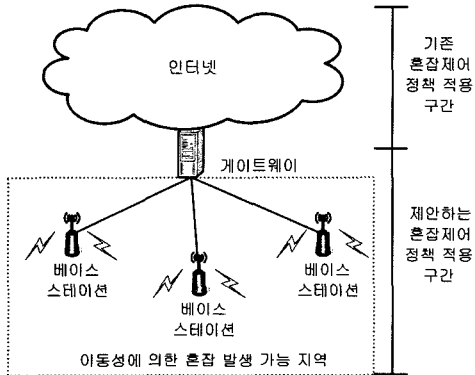 인터넷
기존
혼잡제어
정책 적용
구간
게이트웨이
제안하는
혼잡제어
정책 적용
구간
베이스
스테이션
베이스
스테이션
베이스
스테이션
이동성에 의한 혼잡 발생 가능 지역